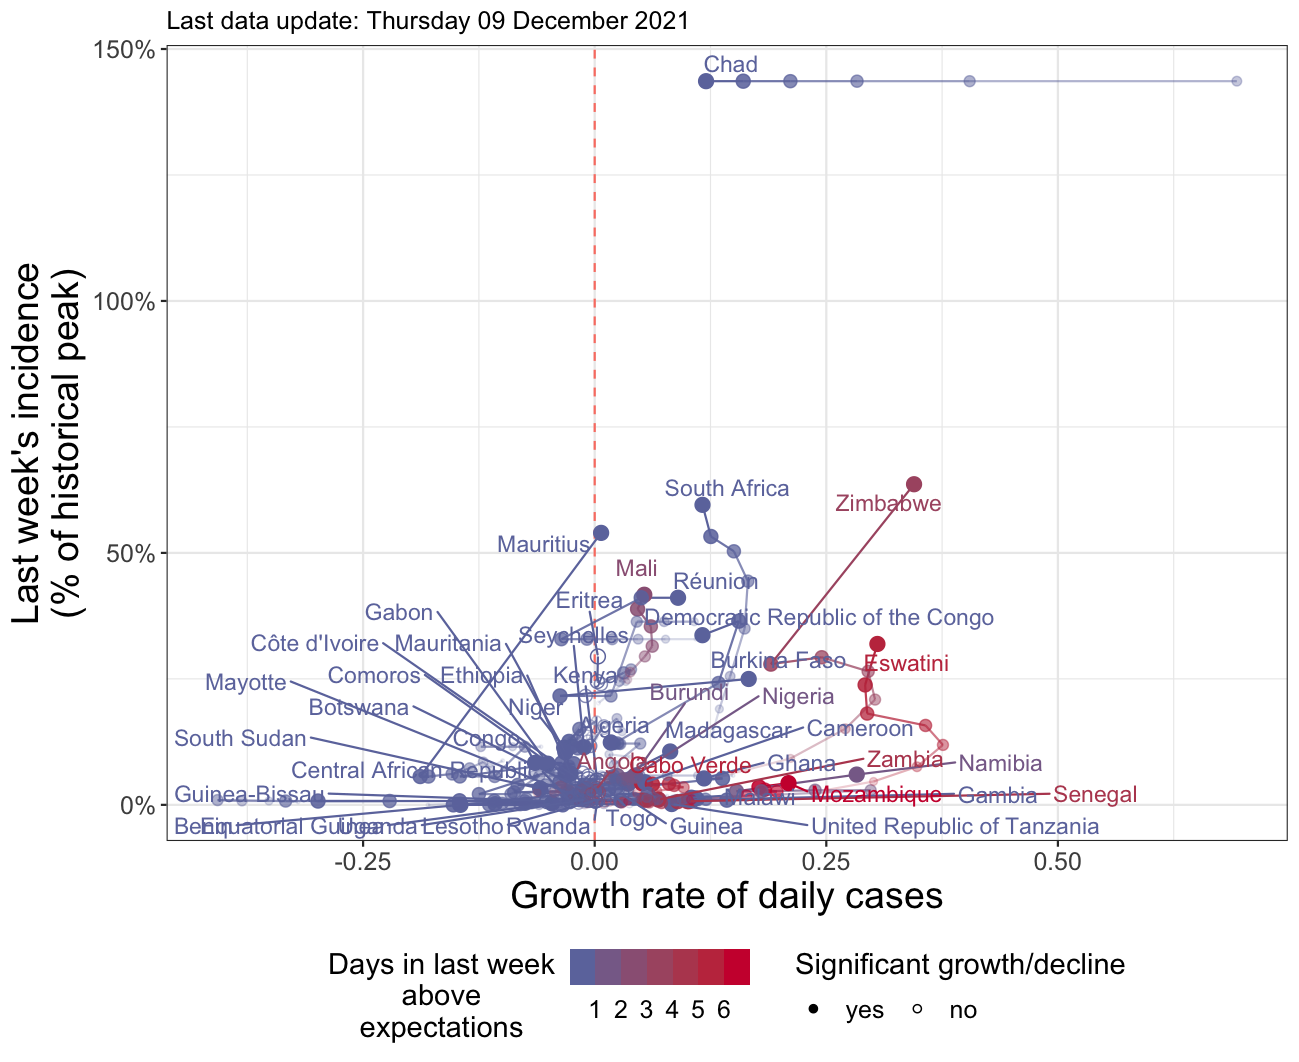 Last data update: Thursday 09 December 2021
150%
100%
50%
0%
Last week's incidence
(% of historical peak)
Chad
South Africa
Zimbabwe
Mauritius
Mali
Réunion
Eritrea
Gabon
Democratic Republic of the Congo
Seychelles
Côte d'Ivoire
Mauritania
Burkina Faso
Eswatini
Comoros
Ethiopia
Kenya
Mayotte
Burundi
Nigeria
Botswana
Niger
Algeria
Madagascar
Cameroon
South Sudan
Congo
Angola
Cabo Verde
Ghana
Zambia
Namibia
Central African Republic
Guinea-Bissau
Malawi
Mozambique
Gambia
Senegal
Benin
Equatorial Guinea
Uganda
Lesotho
Rwanda
Togo
Guinea
United Republic of Tanzania
-0.25
0.00
0.25
0.50
Growth rate of daily cases
Days in last week
above
expectations
1 2 3 4 5 6
Significant growth/decline
yes
no